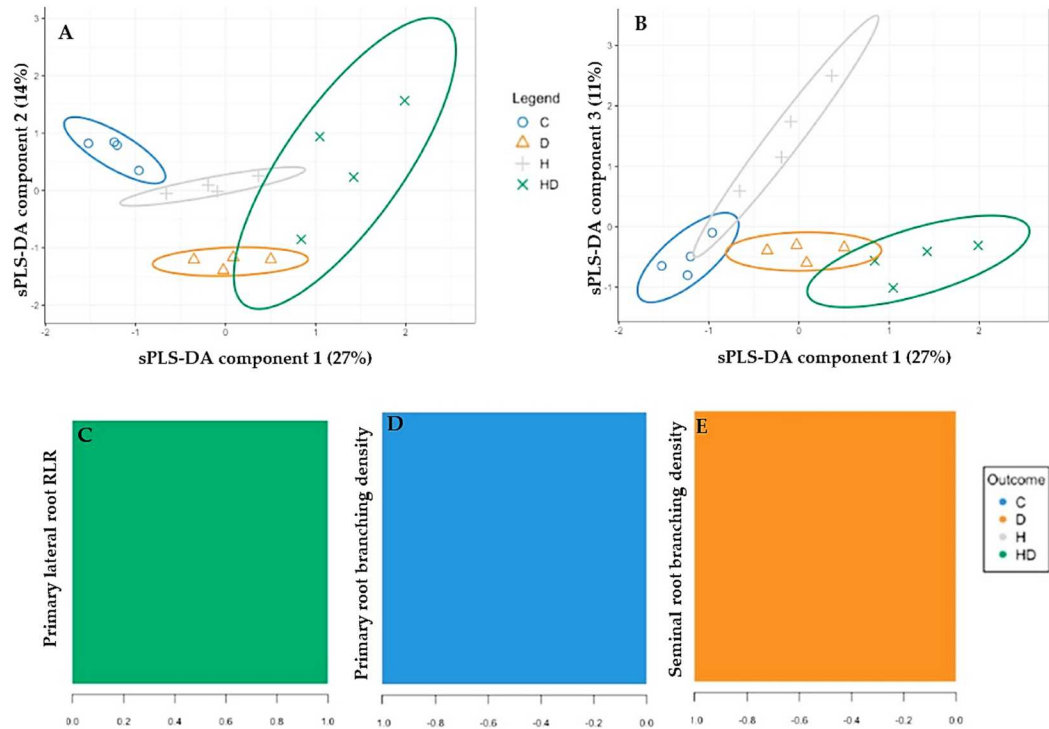 A
3
2
1
0
-1
-2
-2
-1
0
1
2
sPLS-DA component 2 (14%)
sPLS-DA component 1 (27%)
Legend
C
D
H
HD
B
3
2
1
0
-1
-2
-1
0
1
2
sPLS-DA component 3 (11%)
sPLS-DA component 1 (27%)
C
Primary lateral root RLR
0.0 0.2 0.4 0.6 0.8 1.0
D
Primary root branching density
1.0 -0.8 -0.6 -0.4 -0.2 0.0
E
Seminal root branching density
1.0 -0.8 -0.6 -0.4 -0.2 0.0
Outcome
C
D
H
HD